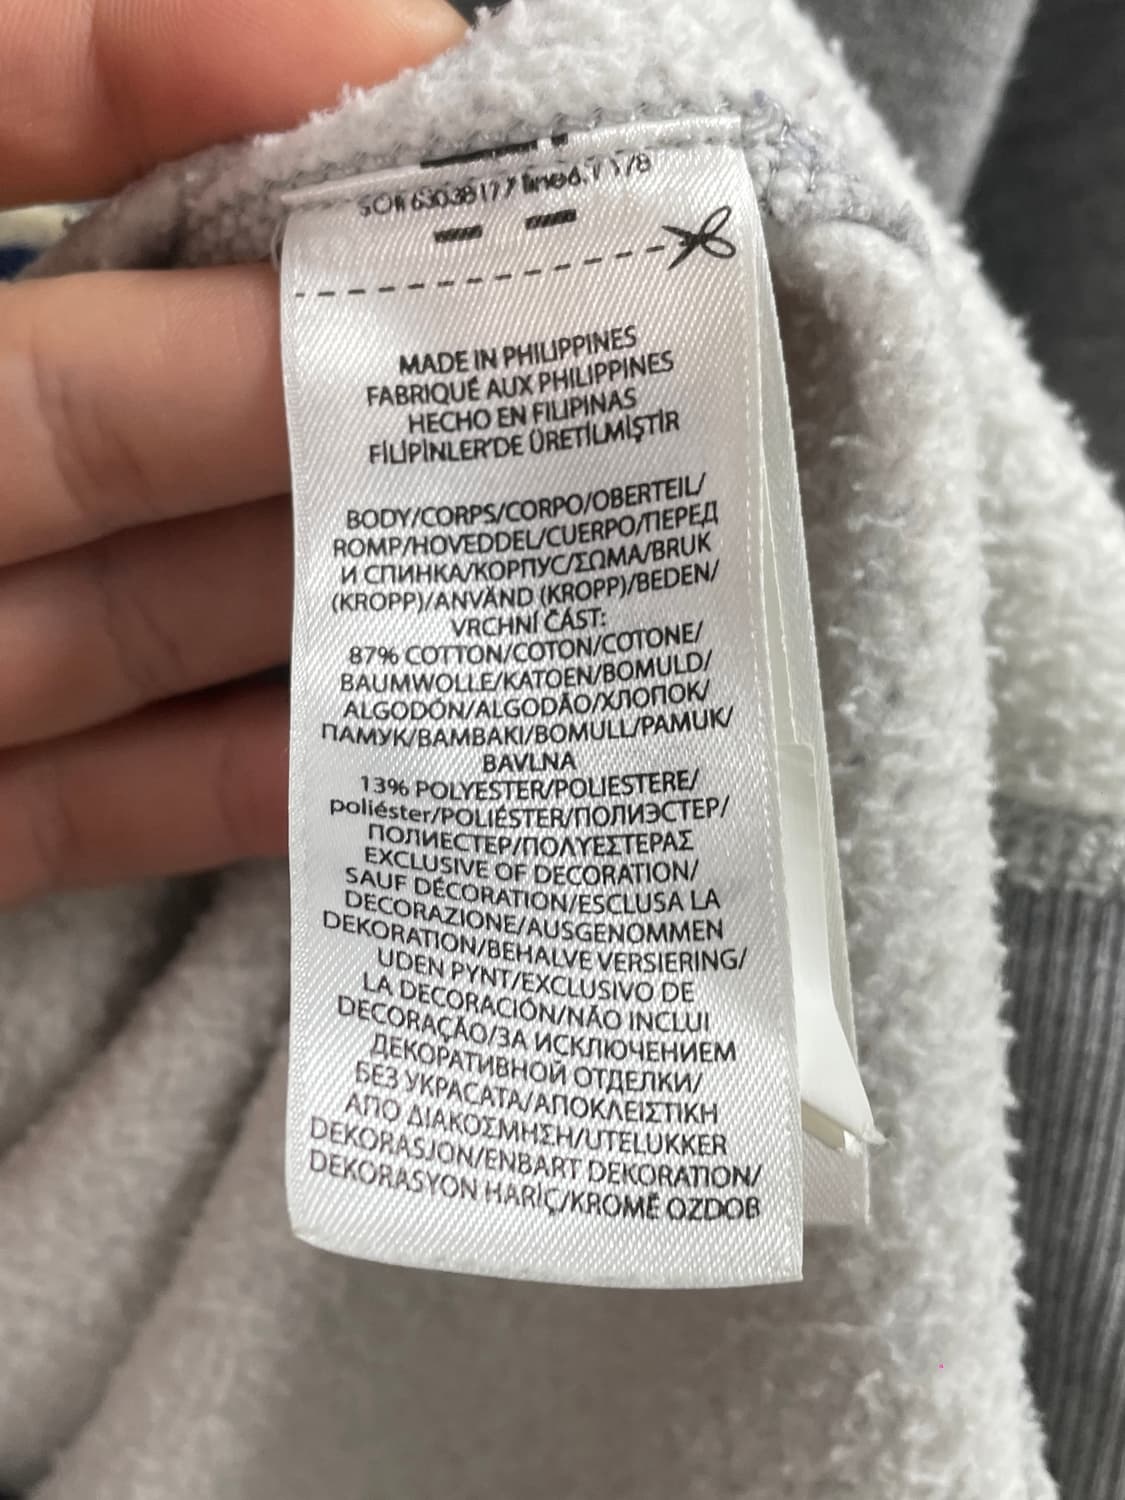 MADE IN PHILIPPINES
FABRIQUÉ AUX PHILIPPINES
HECHO EN FILIPINAS
FİLİPİNLER'DE ÜRETİLMİŞTİR
BODY/CORPS/CORPO/OBERTEIL/
ROMP/HOVEDDEL/CUERPO/ПЕРЕД
И СПИНКА/КОРПУС/ΣΩΜΑ/BRUK
(KROPP)/ANVÄND (KROPP)/BEDEN/
VRCHNÍ ČÁST:
87% COTTON/COTON/COTONE/
BAUMWOLLE/KATOEN/BOMULD/
ALGODÓN/ALGODÃO/ХЛОПОК/
ПАМУК/ΒΑΜΒΑΚΙ/BOMULL/PAMUK/
BAVLNA
13% POLYESTER/POLIESTERE/
poliéster/POLIÉSTER/ПОЛИЭСТЕР/
ПОЛИЕСТЕР/ΠΟΛΥΕΣΤΕΡΑΣ
EXCLUSIVE OF DECORATION/
SAUF DÉCORATION/ESCLUSA LA
DECORAZIONE/AUSGENOMMEN
DEKORATION/BEHALVE VERSIERING/
UDEN PYNT/EXCLUSIVO DE
LA DECORACIÓN/NÃO INCLUI
DECORAÇÃO/ЗА ИСКЛЮЧЕНИЕМ
ДЕКОРАТИВНОЙ ОТДЕЛКИ/
БЕЗ УКРАСАТА/ΑΠΟΚΛΕΙΣΤΙΚΗ
ΑΠΟ ΔΙΑΚΟΣΜΗΣΗ/UTELUKKER
DEKORASJON/ENBART DEKORATION/
DEKORASYON HARİÇ/KROMĚ OZDOB